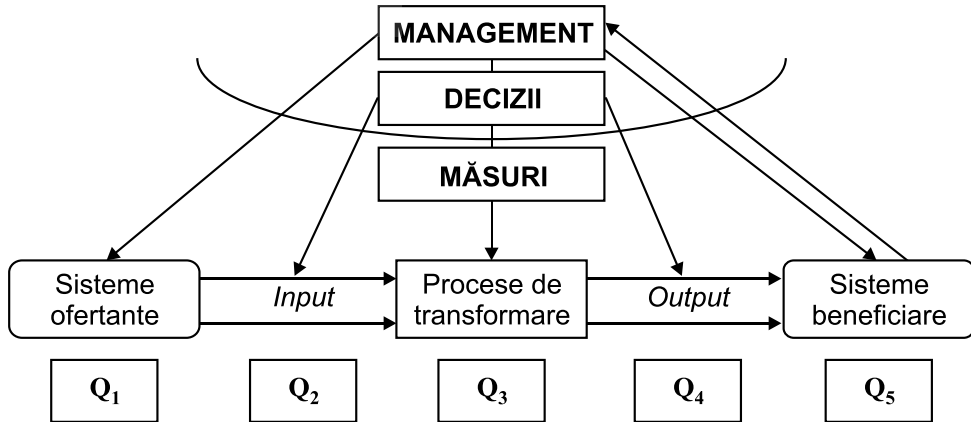 MANAGEMENT
DECIZII
MĂSURI
Sisteme
ofertante
Input
Procese de
transformare
Output
Sisteme
beneficiare
Q1
Q2
Q3
Q4
Q5